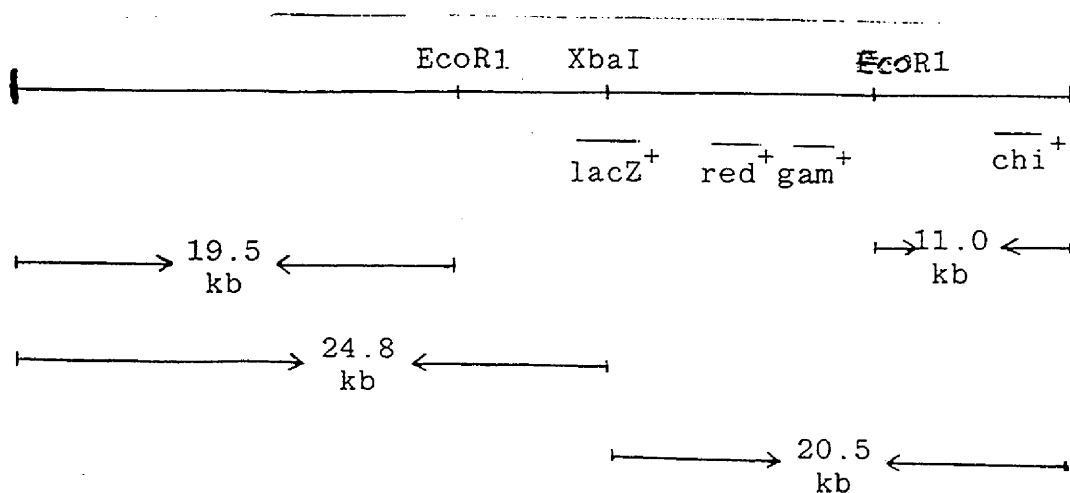 EcoR1 XbaI EcoR1
lacZ+ red+ gam+ chi+
19.5 kb
11.0 kb
24.8 kb
20.5 kb